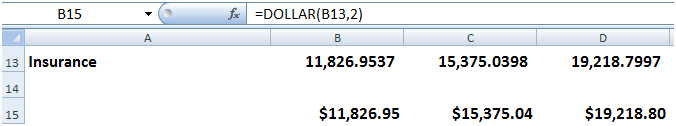 B15 fx =DOLLAR(B13,2)
A B C D
13 Insurance 11,826.9537 15,375.0398 19,218.7997
14
15 $11,826.95 $15,375.04 $19,218.80